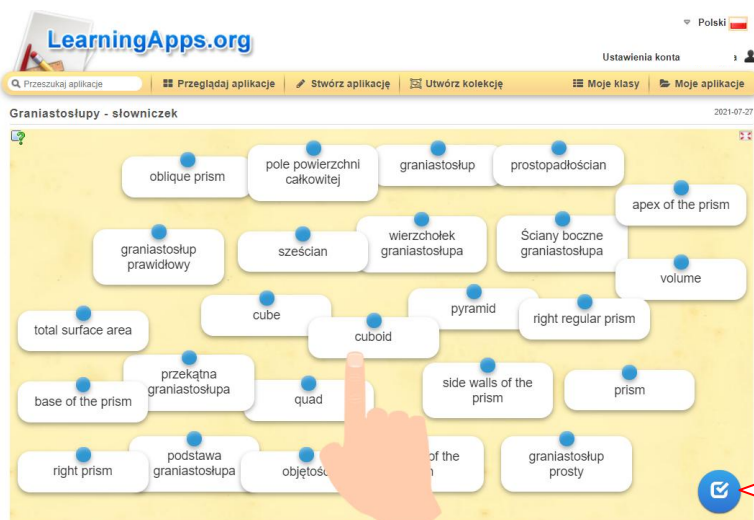 Polski
LearningApps.org
Ustawienia konta
Przeszukaj aplikacje
Przeglądaj aplikacje
Stwórz aplikację
Utwórz kolekcję
Moje klasy
Moje aplikacje
Graniastosłupy - słowniczek
2021-07-27
oblique prism
pole powierzchni
całkowitej
graniastosłup
prostopadłościan
apex of the prism
graniastosłup
prawidłowy
sześcian
wierzchołek
graniastosłupa
Ściany boczne
graniastosłupa
volume
total surface area
cube
cuboid
pyramid
right regular prism
base of the prism
przekątna
graniastosłupa
quad
side walls of the
prism
prism
right prism
podstawa
graniastosłupa
objętość
of the
graniastosłup
prosty